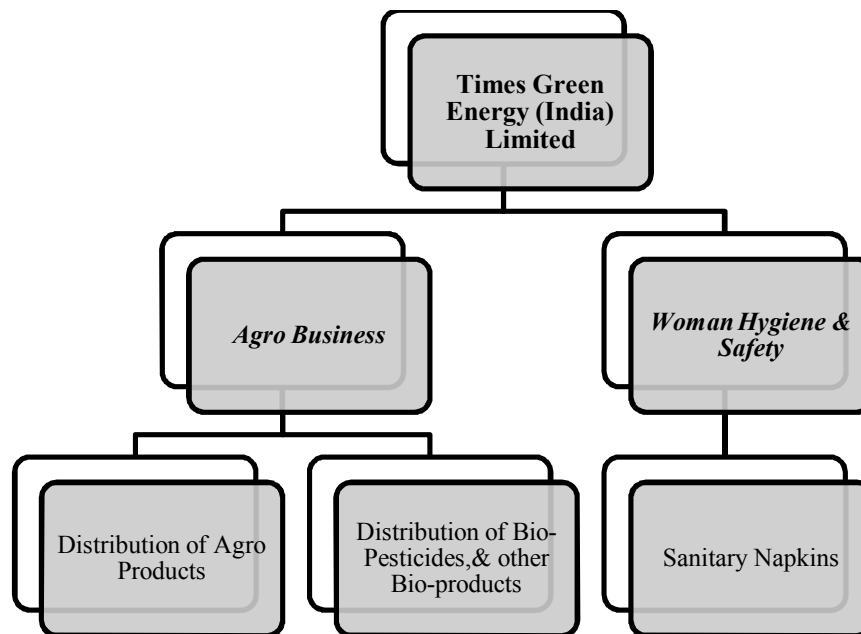 Times Green
Energy (India)
Limited
Agro Business
Woman Hygiene &
Safety
Distribution of Agro
Products
Distribution of Bio-
Pesticides,& other
Bio-products
Sanitary Napkins